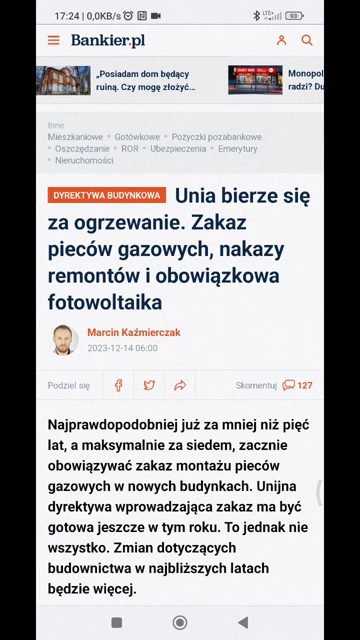 17:24 | 0,0KB/s
LTE+
93
Bankier.pl
„Posiadam dom będący
ruiną. Czy mogę złożyć...
Monopol
radzi? Du
Inne
Mieszkaniowe • Gotówkowe • Pożyczki pozabankowe
• Oszczędzanie • ROR • Ubezpieczenia • Emerytury
• Nieruchomości
DYREKTYWA BUDYNKOWA Unia bierze się
za ogrzewanie. Zakaz
pieców gazowych, nakazy
remontów i obowiązkowa
fotowoltaika
Marcin Kaźmierczak
2023-12-14 06:00
Podziel się
Skomentuj 127
Najprawdopodobniej już za mniej niż pięć
lat, a maksymalnie za siedem, zacznie
obowiązywać zakaz montażu pieców
gazowych w nowych budynkach. Unijna
dyrektywa wprowadzająca zakaz ma być
gotowa jeszcze w tym roku. To jednak nie
wszystko. Zmian dotyczących
budownictwa w najbliższych latach
będzie więcej.